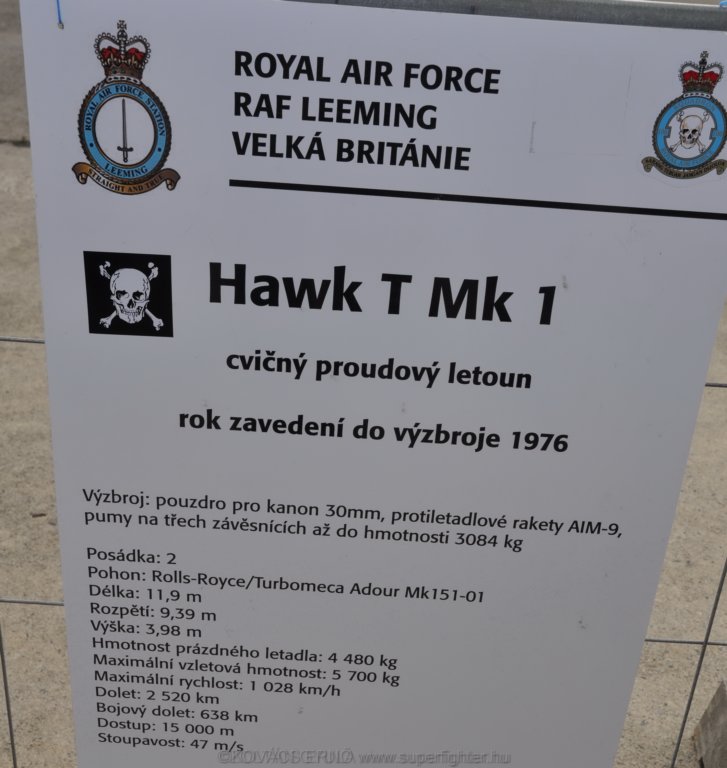 ROYAL AIR FORCE
RAF LEEMING
VELKÁ BRITÁNIE
ROYAL AIR FORCE STATION
LEEMING
STRAIGHT AND TRUE
Hawk T Mk 1
cvičný proudový letoun
rok zavedení do výzbroje 1976
Výzbroj: pouzdro pro kanon 30mm, protiletadlové rakety AIM-9,
pumy na třech závěsnících až do hmotnosti 3084 kg
Posádka: 2
Pohon: Rolls-Royce/Turbomeca Adour Mk151-01
Délka: 11,9 m
Rozpětí: 9,39 m
Výška: 3,98 m
Hmotnost prázdného letadla: 4 480 kg
Maximální vzletová hmotnost: 5 700 kg
Maximální rychlost: 1 028 km/h
Dolet: 2 520 km
Bojový dolet: 638 km
Dostup: 15 000 m
Stoupavost: 47 m/s
www.superfighter.hu